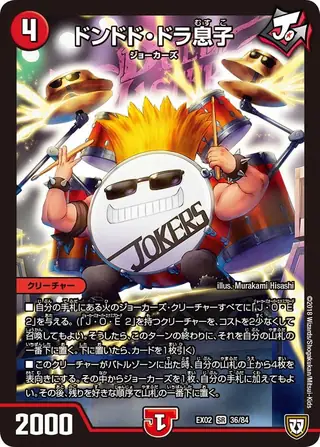 4
むすこ
ドンドド・ドラ息子
ジョーカーズ
J
JOKERS
JOKERS
illus. Murakami Hisashi
クリーチャー
■自分の手札にある火のジョーカーズ・クリーチャーすべてに「J・O・E
2」を与える。(「J・O・E 2」を持つクリーチャーを、コストを2少なくして
召喚してもよい。そうしたら、このターンの終わりに、それを自分の山札の
一番下に置く。下に置いたら、カードを1枚引く)
■このクリーチャーがバトルゾーンに出た時、自分の山札の上から4枚を
表向きにする。その中からジョーカーズを1枚、自分の手札に加えてもよ
い。その後、残りを好きな順序で山札の一番下に置く。
2000
EX02 SR 36/84